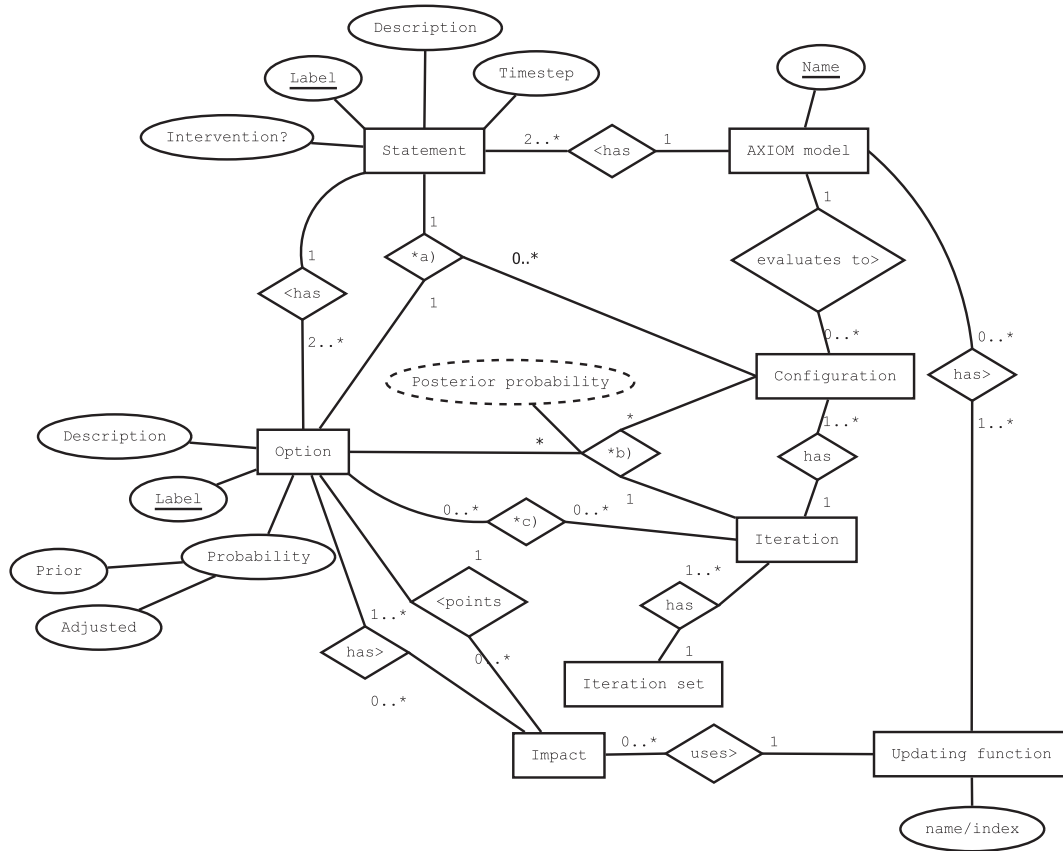 Description
Label
Timestep
Name
Intervention?
Statement
2..*
<has
1
AXIOM model
1
1
1
*a)
0..*
evaluates to>
<has
1
2..*
0..*
0..*
Posterior probability
Configuration
has>
*
1..*
1..*
Description
Option
*
*b)
has
Label
1
1
0..*
*c)
0..*
Iteration
Probability
1
Prior
1..*
<points
1..*
has
Adjusted
has>
0..*
1
0..*
Iteration set
0..*
uses>
1
Impact
Updating function
name/index